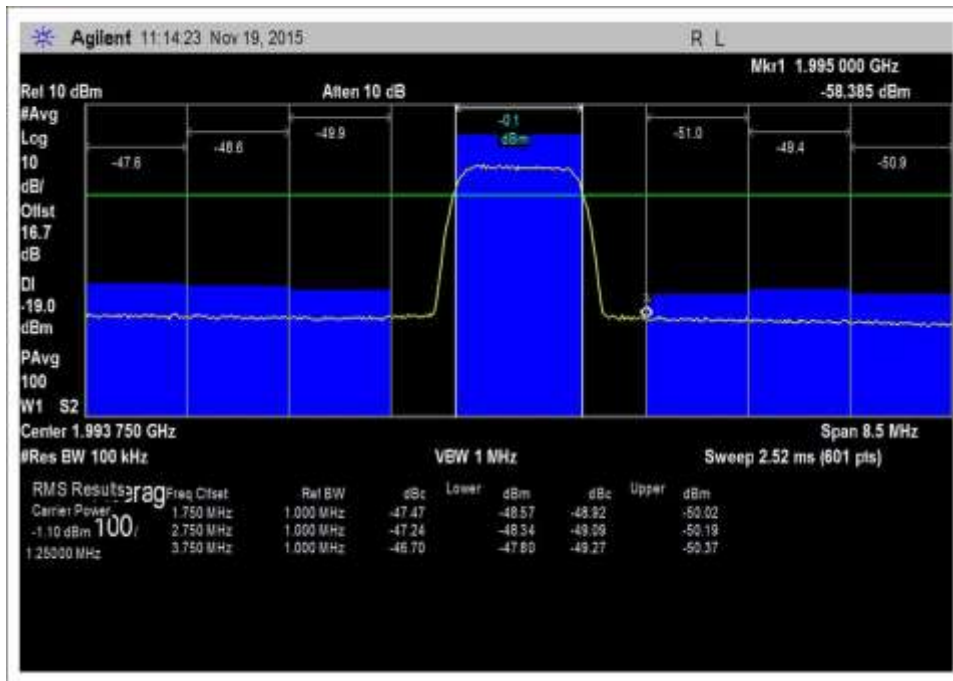 Agilent 11:14:23 Nov 19, 2015 R L
Mkr1 1.995 000 GHz
Ref 10 dBm Atten 10 dB -58.385 dBm
#Avg
Log
10
dB/
Offst
16.7
dB
DI
-19.0
dBm
PAvg
100
W1 S2
-47.6 -48.6 -49.9 -0.1 dBm -51.0 -49.4 -50.9
Center 1.993 750 GHz Span 8.5 MHz
#Res BW 100 kHz VBW 1 MHz Sweep 2.52 ms (601 pts)
RMS Results Freq Offset Ref BW dBc Lower dBm dBc Upper dBm
Carrier Power 1.750 MHz 1.000 MHz -47.47 -48.57 -48.92 -50.02
-1.10 dBm 100/ 2.750 MHz 1.000 MHz -47.24 -48.34 -49.09 -50.19
1.25000 MHz 3.750 MHz 1.000 MHz -46.70 -47.80 -49.27 -50.37